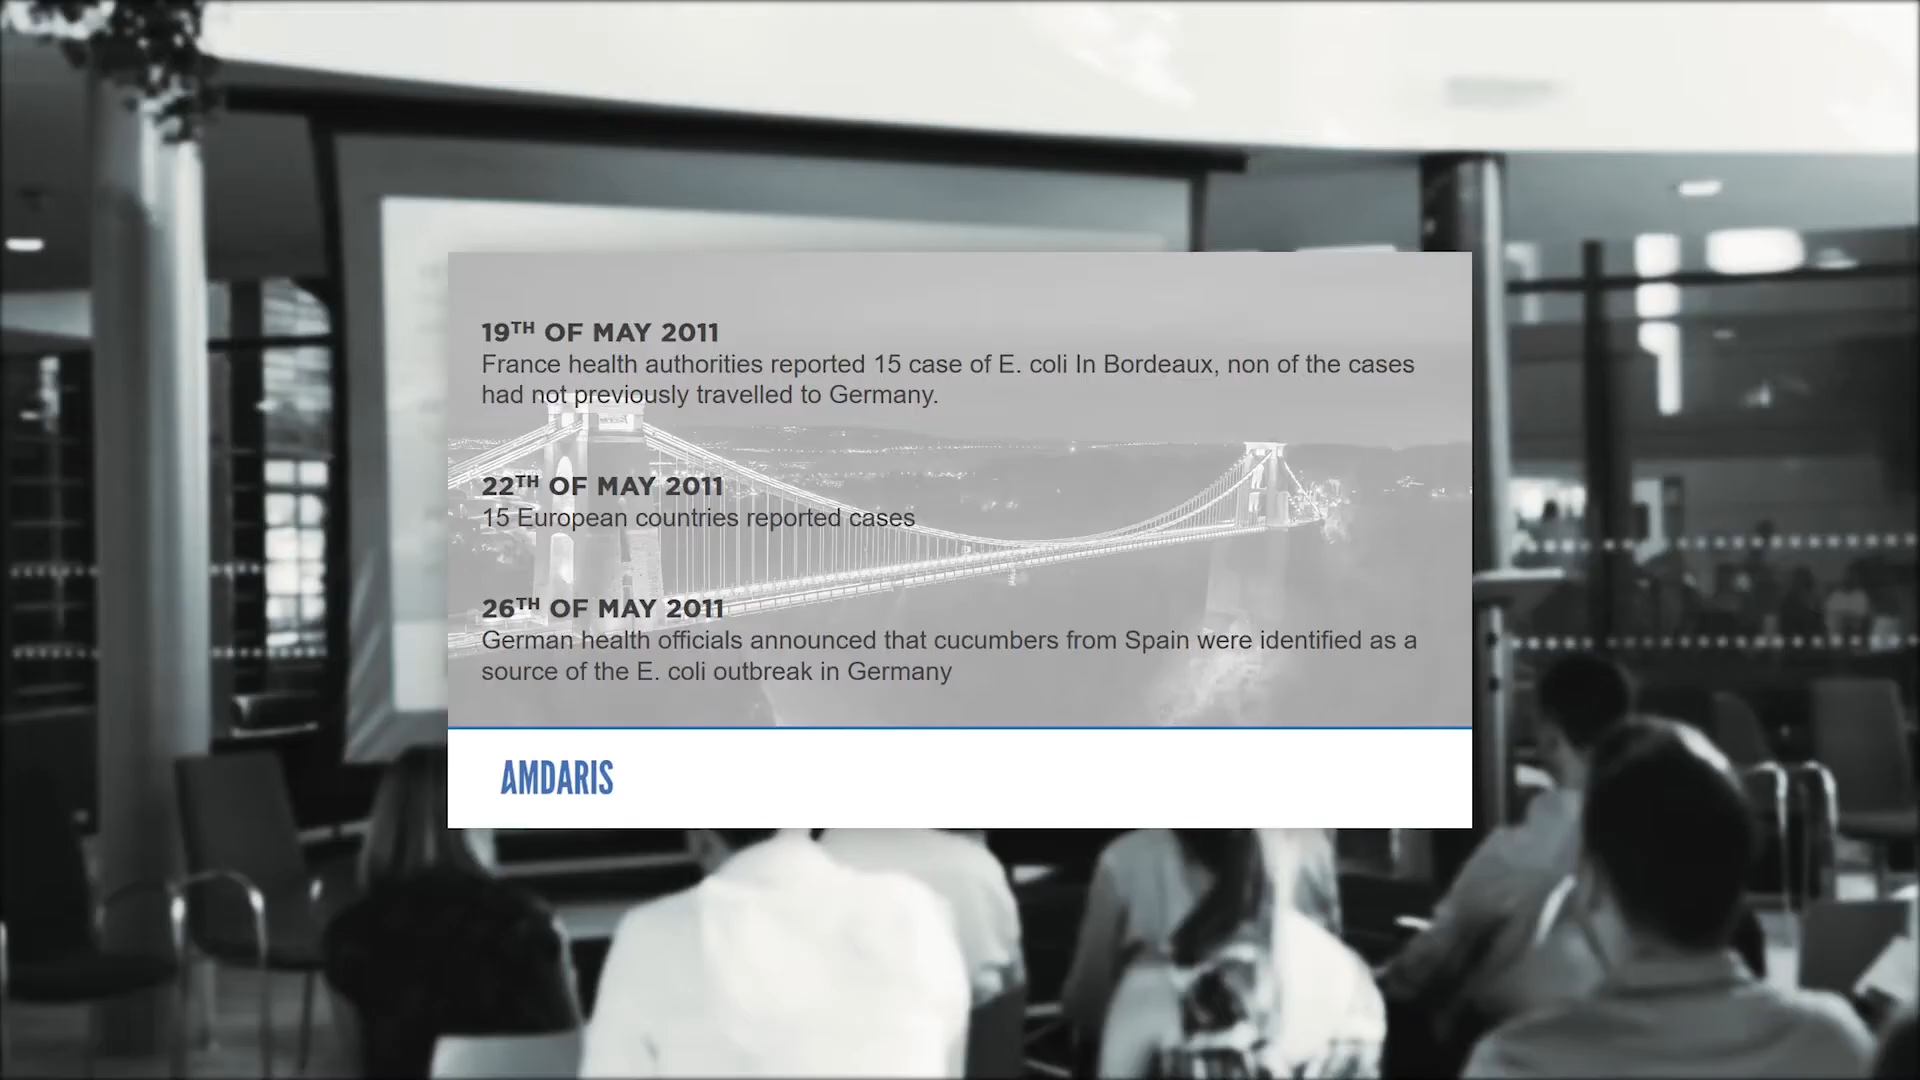 19TH OF MAY 2011
France health authorities reported 15 case of E. coli In Bordeaux, non of the cases
had not previously travelled to Germany.
22TH OF MAY 2011
15 European countries reported cases
26TH OF MAY 2011
German health officials announced that cucumbers from Spain were identified as a
source of the E. coli outbreak in Germany
AMDARIS